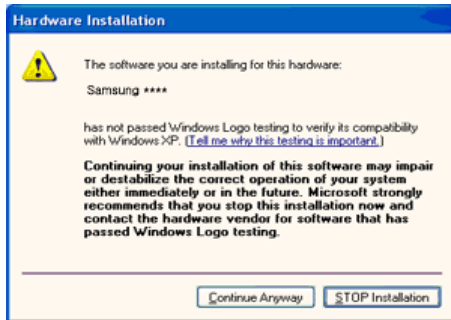 Hardware Installation
The software you are installing for this hardware:
Samsung ****
has not passed Windows Logo testing to verify its compatibility
with Windows XP. (Tell me why this testing is important.)
Continuing your installation of this software may impair
or destabilize the correct operation of your system
either immediately or in the future. Microsoft strongly
recommends that you stop this installation now and
contact the hardware vendor for software that has
passed Windows Logo testing.
Continue Anyway STOP Installation